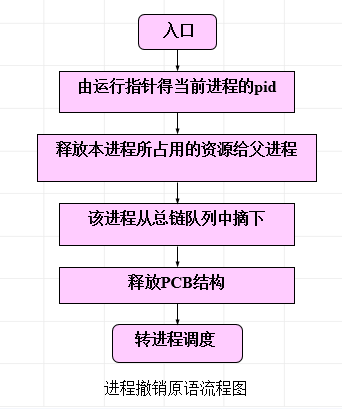 入口
由运行指针得当前进程的pid
释放本进程所占用的资源给父进程
该进程从总链队列中摘下
释放PCB结构
转进程调度
进程撤销原语流程图